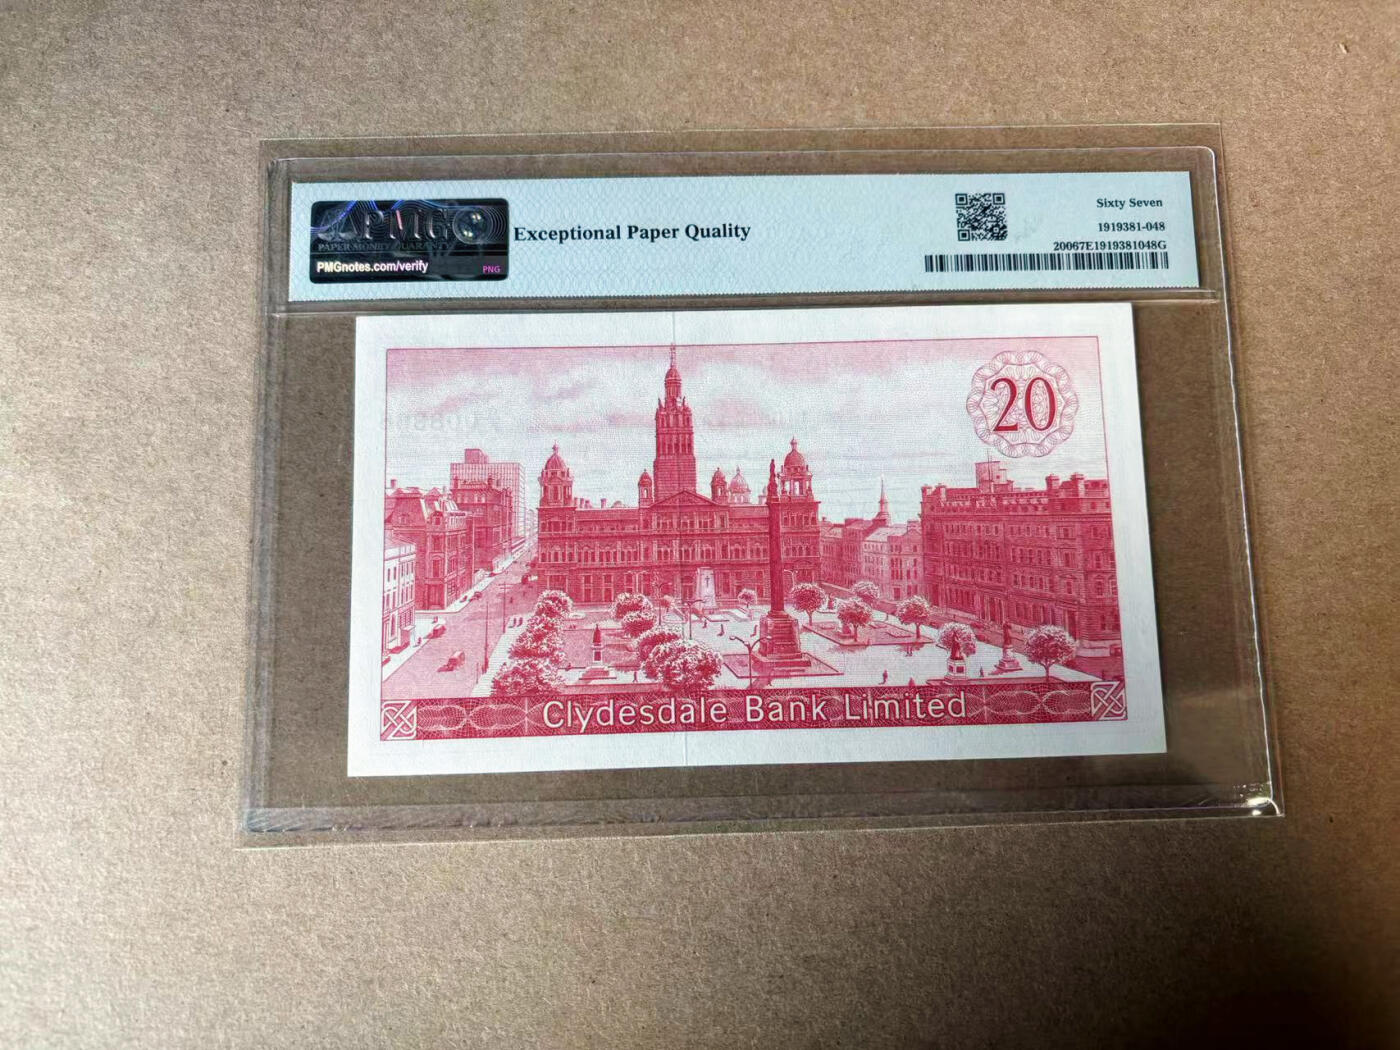 PMG
PAPER MONEY GUARANTY
PMGnotes.com/verify
PNG
Exceptional Paper Quality
Sixty Seven
1919381-048
20067E1919381048G
20
Clydesdale Bank Limited